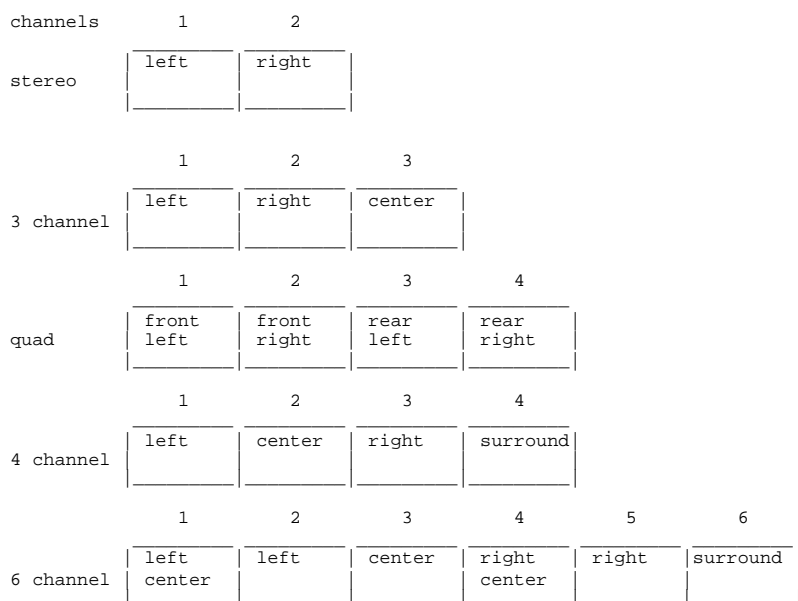 channels 1 2
left right
stereo
1 2 3
left right center
3 channel
1 2 3 4
front front rear rear
quad left right left right
1 2 3 4
left center right surround
4 channel
1 2 3 4 5 6
left left center right right surround
6 channel center center